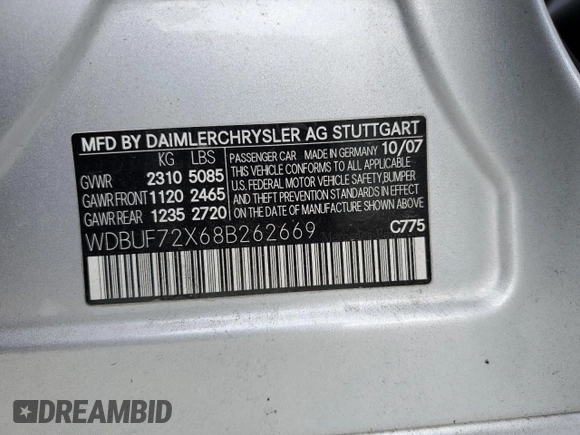 MFD BY DAIMLERCHRYSLER AG STUTTGART
KG LBS
GVWR 2310 5085
GAWR FRONT 1120 2465
GAWR REAR 1235 2720
PASSENGER CAR MADE IN GERMANY 10/07
THIS VEHICLE CONFORMS TO ALL APPLICABLE
U.S. FEDERAL MOTOR VEHICLE SAFETY, BUMPER
AND THEFT PREVENTION STANDARDS IN EFFECT
ON THE DATE OF MANUFACTURE SHOWN ABOVE.
WDBUF72X68B262669 C775
DREAMBID